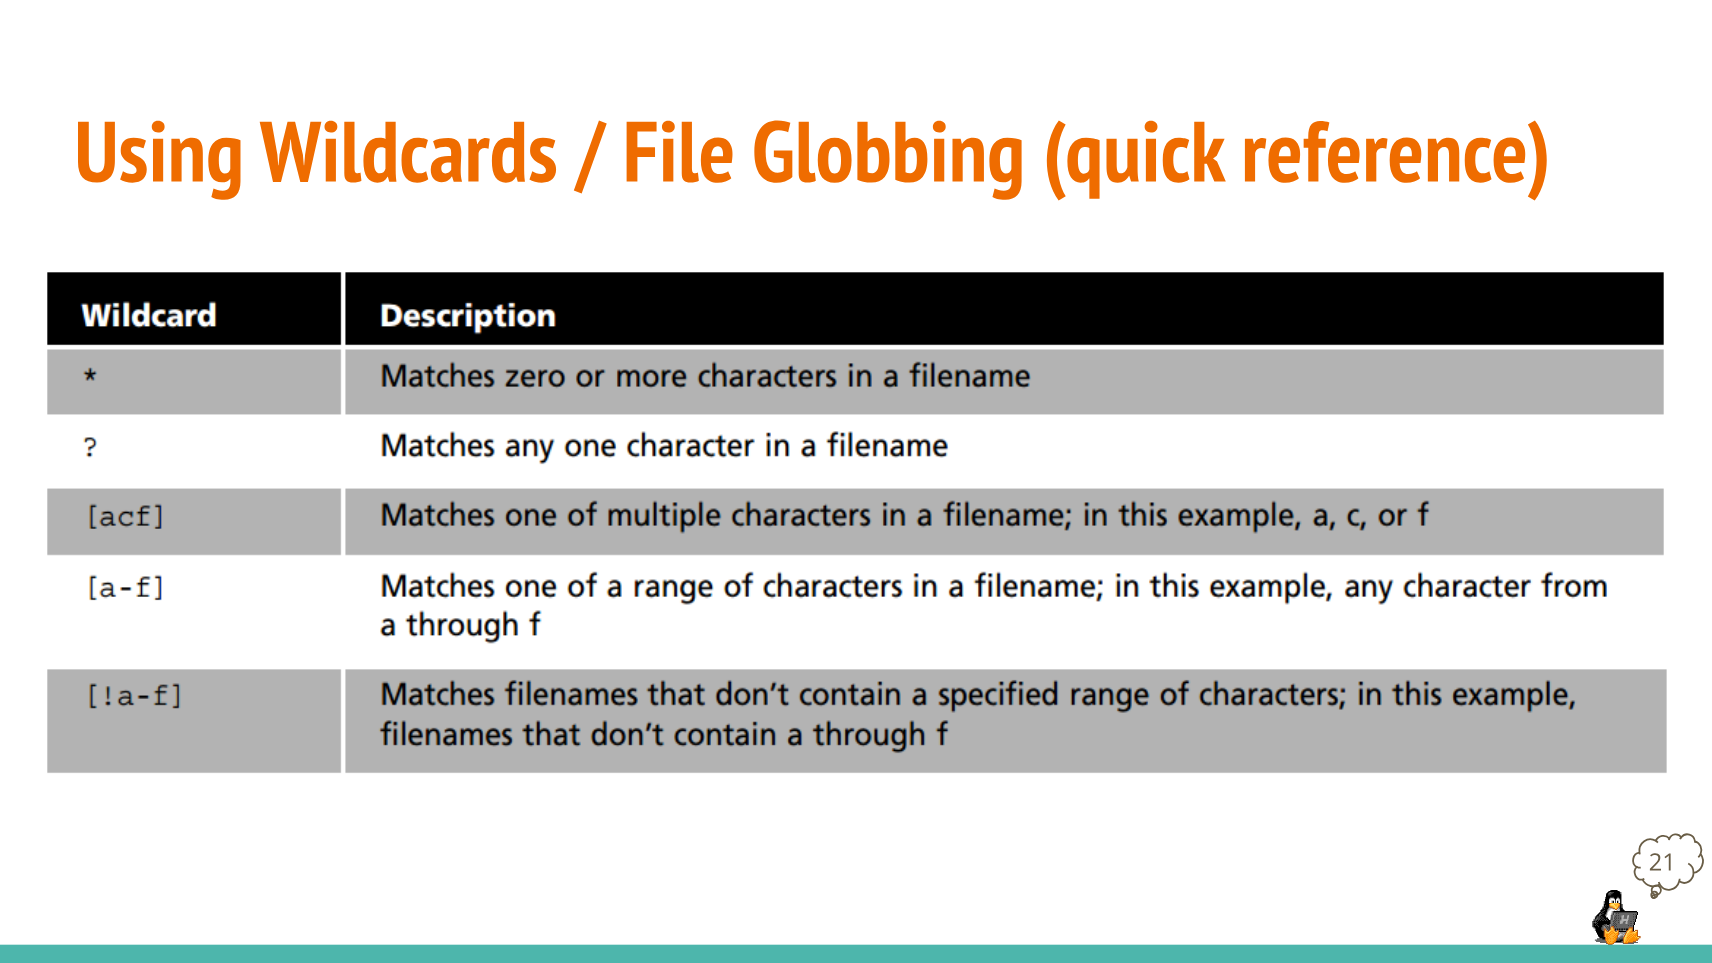 Using Wildcards / File Globbing (quick reference)
Wildcard Description
* Matches zero or more characters in a filename
? Matches any one character in a filename
[acf] Matches one of multiple characters in a filename; in this example, a, c, or f
[a-f] Matches one of a range of characters in a filename; in this example, any character from
a through f
[!a-f] Matches filenames that don’t contain a specified range of characters; in this example,
filenames that don’t contain a through f
21
H